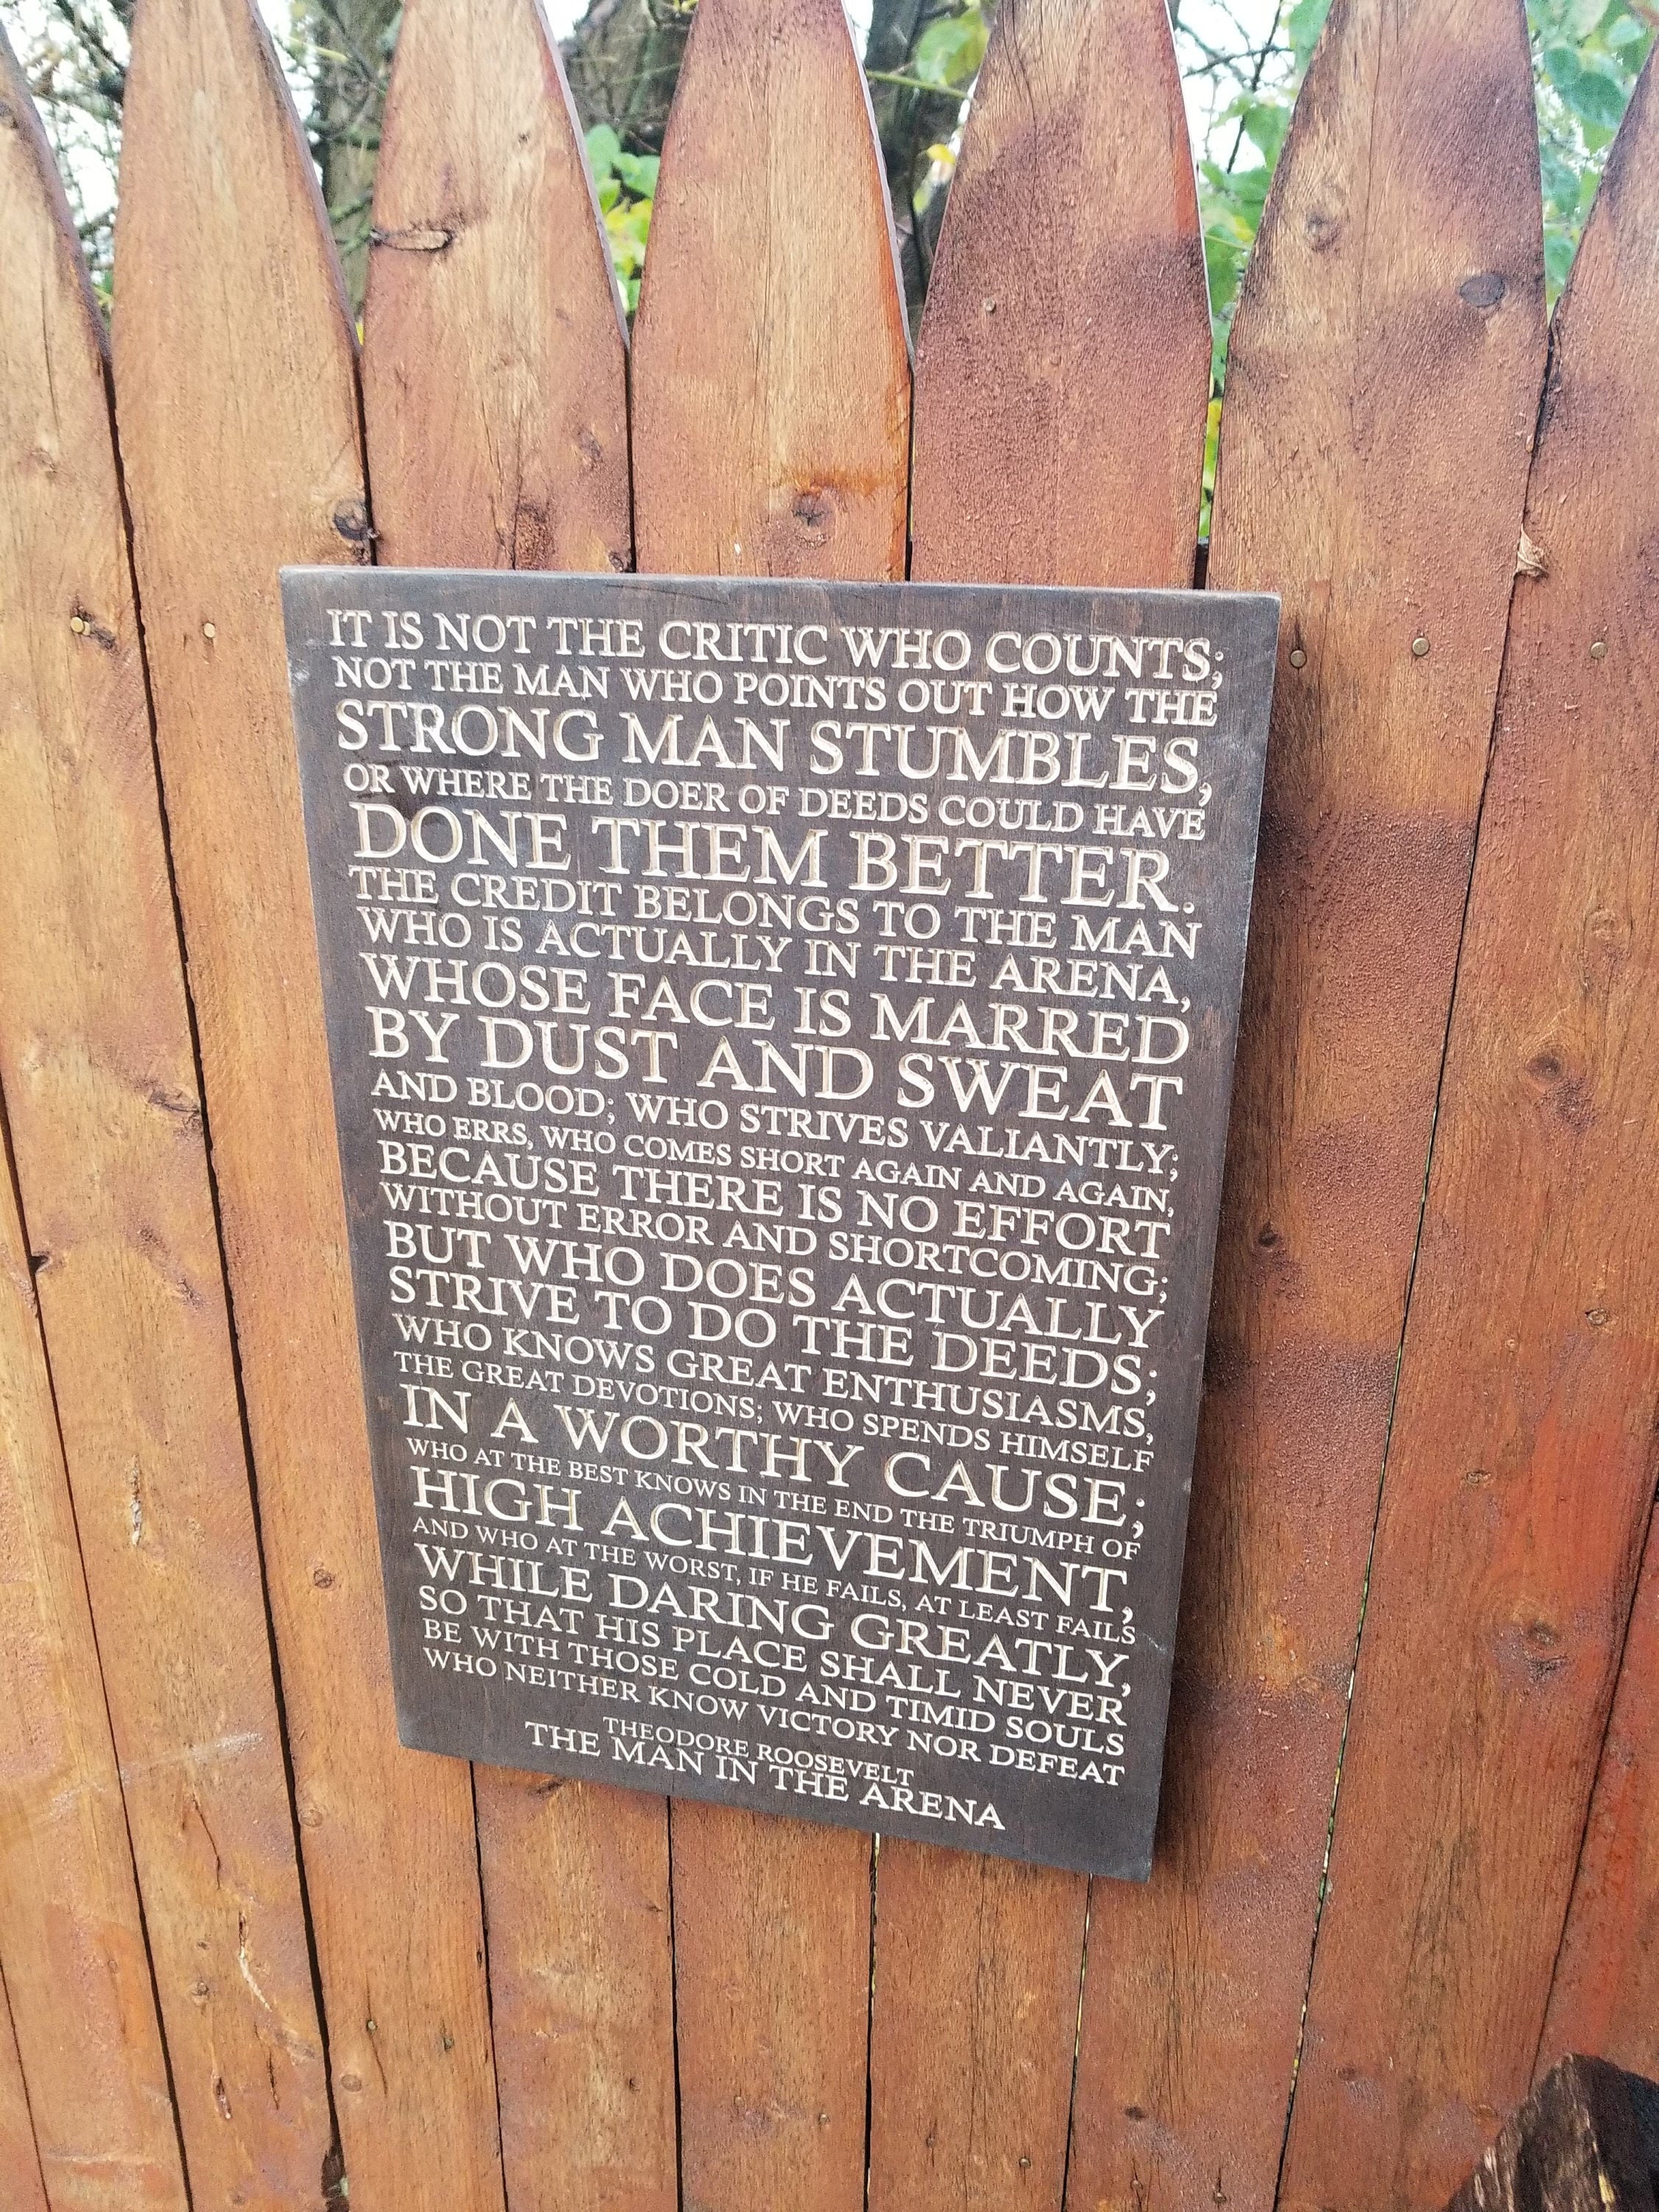 IT IS NOT THE CRITIC WHO COUNTS;
NOT THE MAN WHO POINTS OUT HOW THE
STRONG MAN STUMBLES,
OR WHERE THE DOER OF DEEDS COULD HAVE
DONE THEM BETTER.
THE CREDIT BELONGS TO THE MAN
WHO IS ACTUALLY IN THE ARENA,
WHOSE FACE IS MARRED
BY DUST AND SWEAT
AND BLOOD; WHO STRIVES VALIANTLY;
WHO ERRS, WHO COMES SHORT AGAIN AND AGAIN,
BECAUSE THERE IS NO EFFORT
WITHOUT ERROR AND SHORTCOMING;
BUT WHO DOES ACTUALLY
STRIVE TO DO THE DEEDS;
WHO KNOWS GREAT ENTHUSIASMS,
THE GREAT DEVOTIONS; WHO SPENDS HIMSELF
IN A WORTHY CAUSE;
WHO AT THE BEST KNOWS IN THE END THE TRIUMPH OF
HIGH ACHIEVEMENT,
AND WHO AT THE WORST, IF HE FAILS, AT LEAST FAILS
WHILE DARING GREATLY,
SO THAT HIS PLACE SHALL NEVER
BE WITH THOSE COLD AND TIMID SOULS
WHO NEITHER KNOW VICTORY NOR DEFEAT
THEODORE ROOSEVELT
THE MAN IN THE ARENA